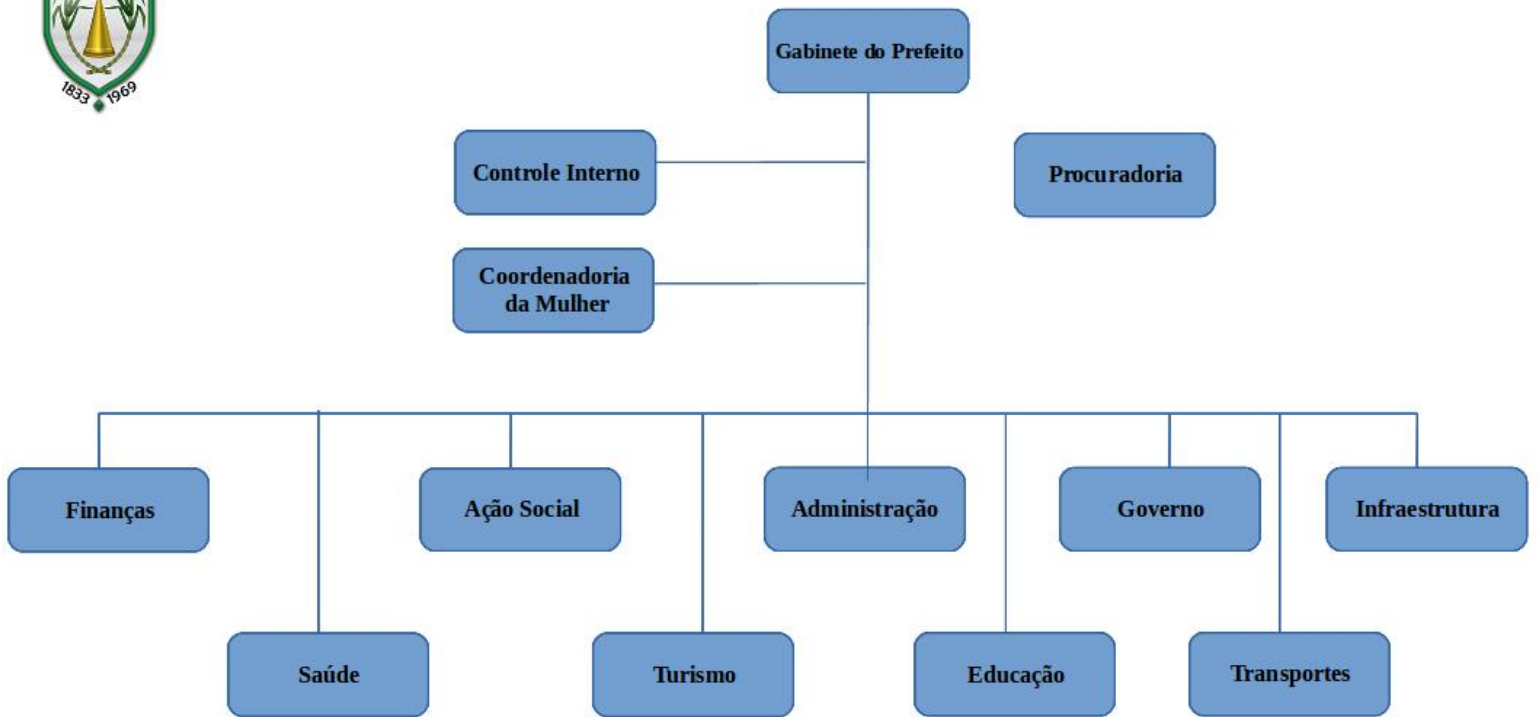 1833 1969
Gabinete do Prefeito
Controle Interno
Procuradoria
Coordenadoria
da Mulher
Finanças
Ação Social
Administração
Governo
Infraestrutura
Saúde
Turismo
Educação
Transportes